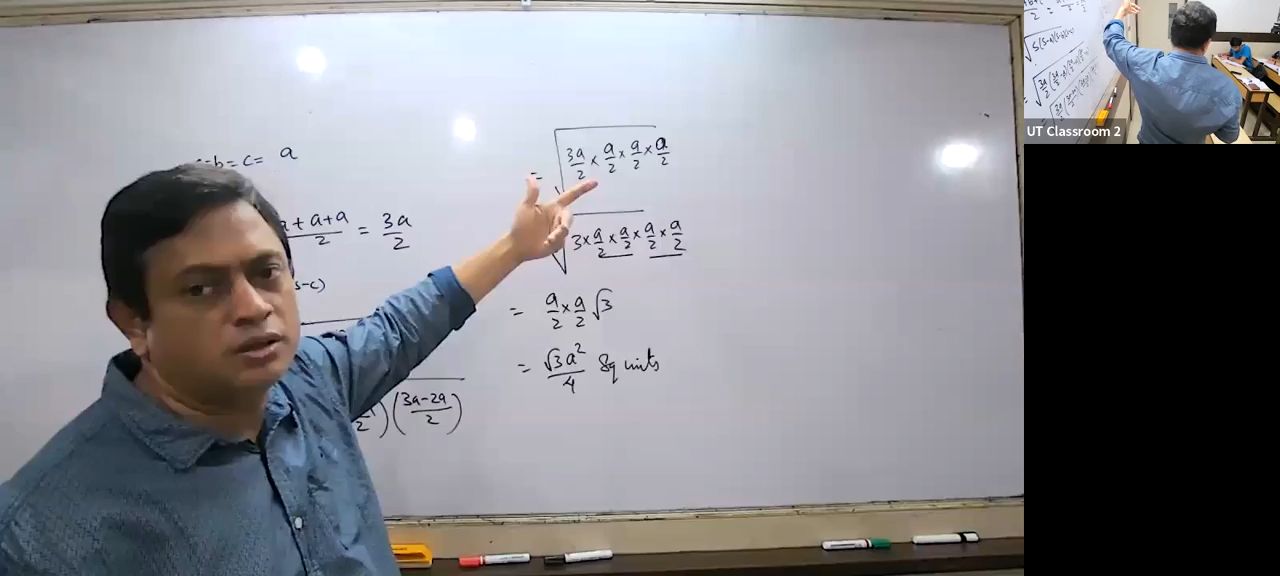 b = c = a
a + a + a / 2 = 3a/2
s-c)
(3a-2a/2)
= √(3a/2 × a/2 × a/2 × a/2)
√(3 × a/2 × a/2 × a/2 × a/2)
= a/2 × a/2 √3
= √3a²/4 Sq units
UT Classroom 2